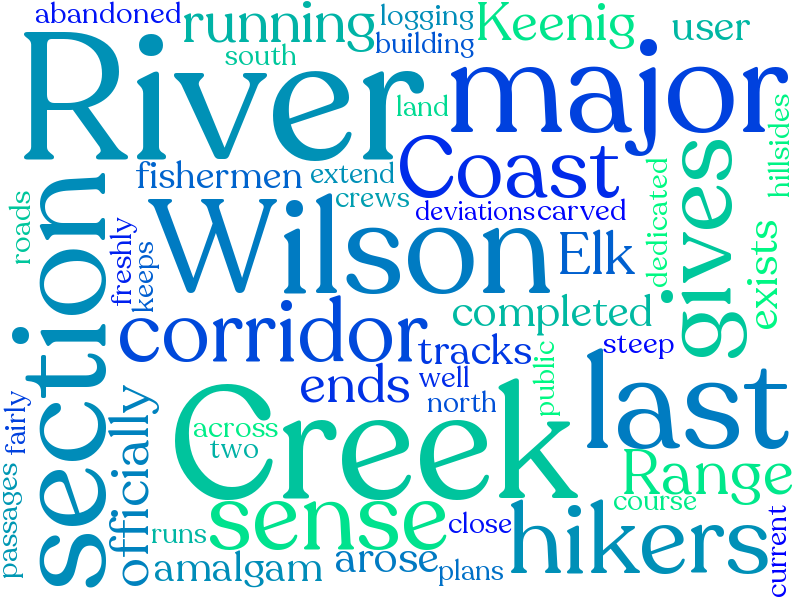 abandoned
running
logging
building
Keenig
user
south
River
land
major
hillsides
fishermen
extend
crews
Coast
deviations
carved
dedicated
gives
roads
section
freshly
keeps
Wilson
Elk
exists
corridor
completed
tracks
steep
ends
well
north
public
last
fairly
officially
Creek
across
two
Range
course
passages
runs
sense
close
hikers
current
amalgam
arose
plans